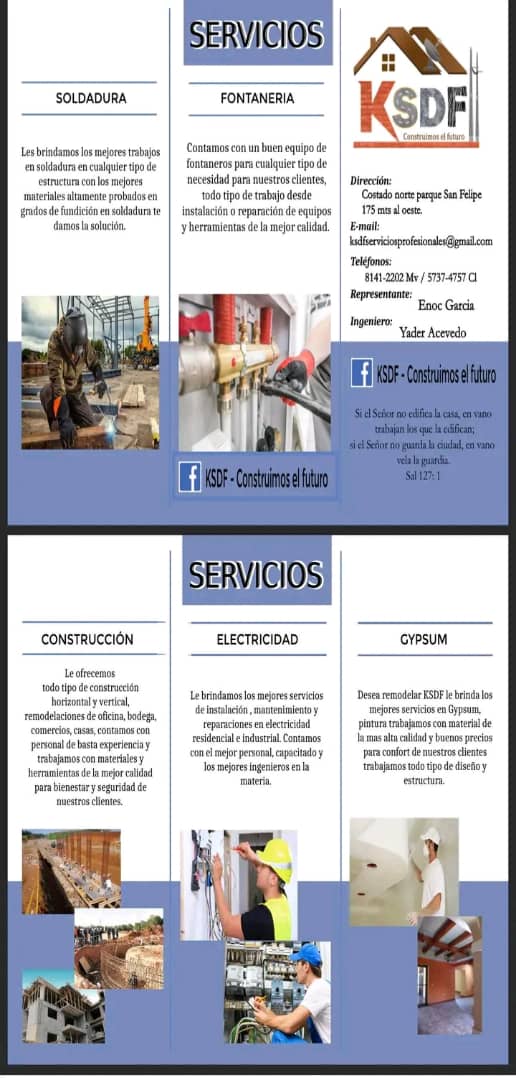 SERVICIOS
SOLDADURA
Les brindamos los mejores trabajos
en soldadura en cualquier tipo de
estructura con los mejores
materiales altamente probados en
grados de fundición en soldadura te
damos la solución.
FONTANERIA
Contamos con un buen equipo de
fontaneros para cualquier tipo de
necesidad para nuestros clientes,
todo tipo de trabajo desde
instalación o reparación de equipos
y herramientas de la mejor calidad.
f KSDF - Construimos el futuro
KSDF
Construimos el futuro
Dirección:
Costado norte parque San Felipe
175 mts al oeste.
E-mail:
ksdfserviciosprofesionales@gmail.com
Teléfonos:
8141-2202 Mv / 5737-4757 Cl
Representante:
Enoc Garcia
Ingeniero:
Yader Acevedo
f KSDF - Construimos el futuro
Si el Señor no edifica la casa, en vano
trabajan los que la edifican;
si el Señor no guarda la ciudad, en vano
vela la guardia.
Sal 127: 1
SERVICIOS
CONSTRUCCIÓN
Le ofrecemos
todo tipo de construcción
horizontal y vertical,
remodelaciones de oficina, bodega,
comercios, casas, contamos con
personal de basta experiencia y
trabajamos con materiales y
herramientas de la mejor calidad
para bienestar y seguridad de
nuestros clientes.
ELECTRICIDAD
Le brindamos los mejores servicios
de instalación , mantenimiento y
reparaciones en electricidad
residencial e industrial. Contamos
con el mejor personal, capacitado y
los mejores ingenieros en la
materia.
GYPSUM
Desea remodelar KSDF le brinda los
mejores servicios en Gypsum,
pintura trabajamos con material de
la mas alta calidad y buenos precios
para confort de nuestros clientes
trabajamos todo tipo de diseño y
estructura.